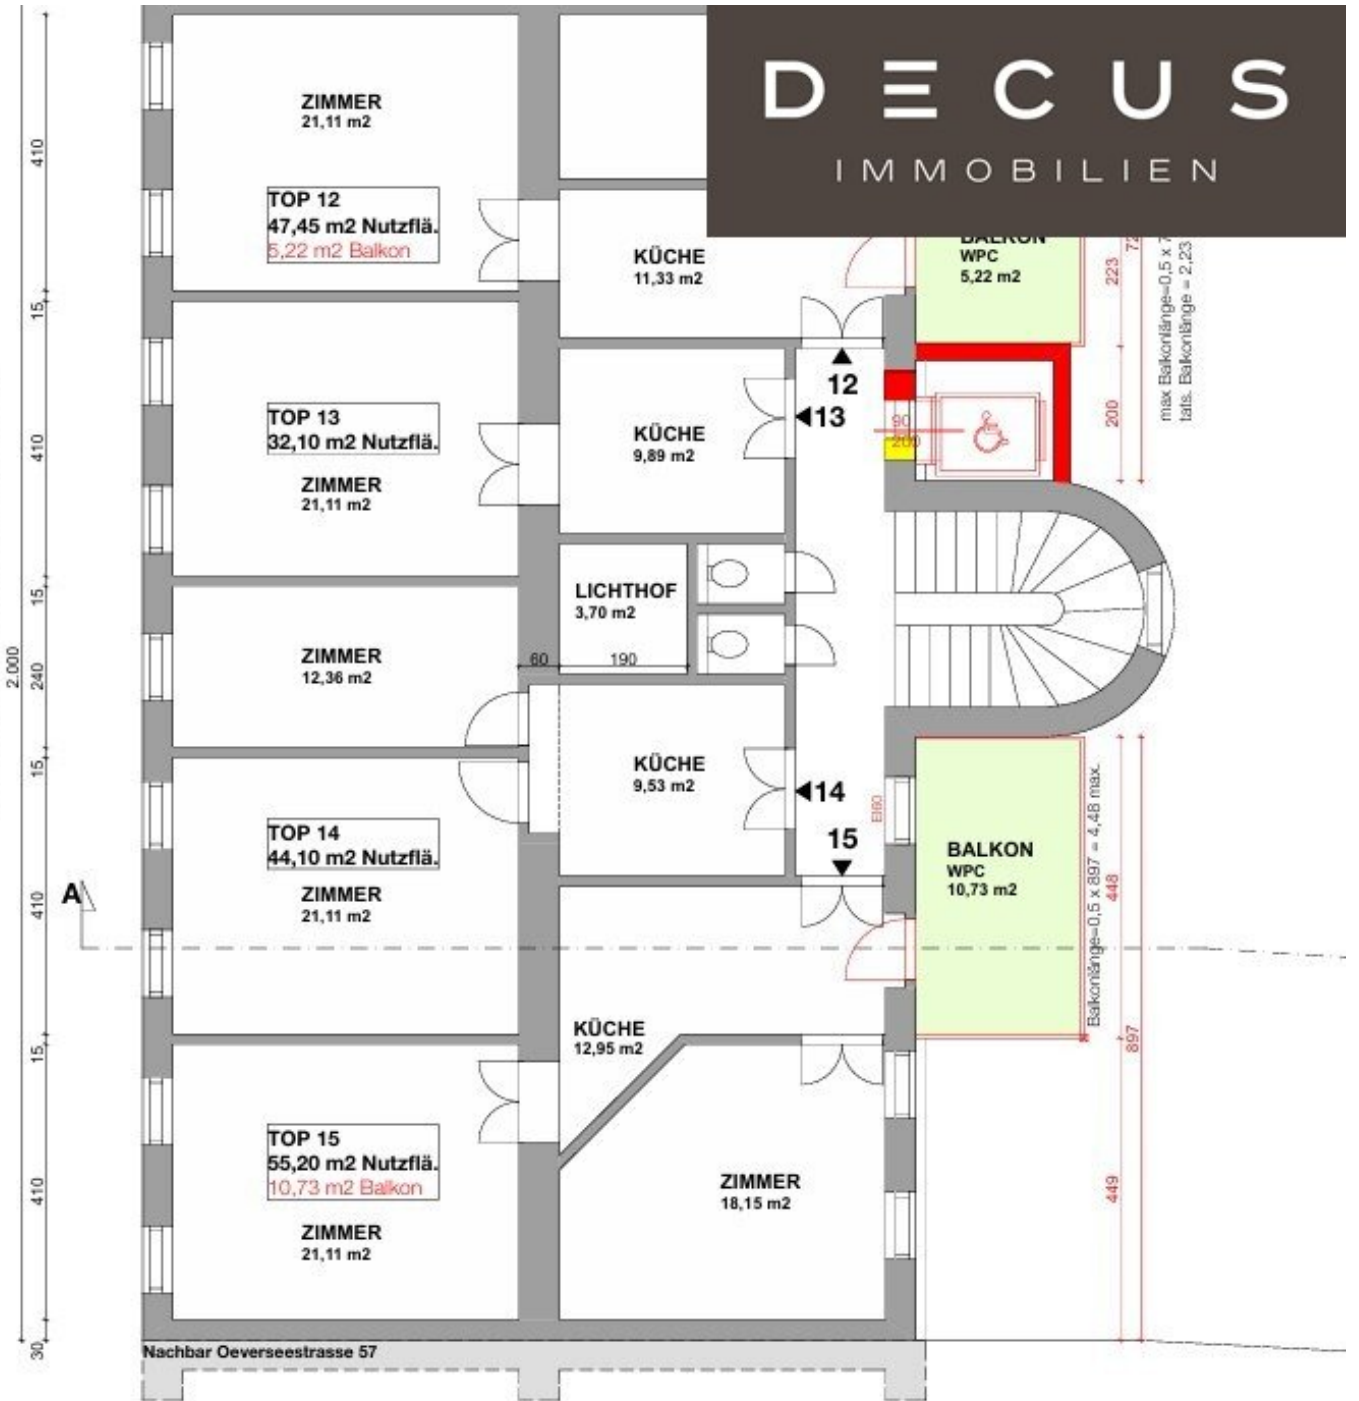 DECUS
IMMOBILIEN
ZIMMER
21,11 m2
TOP 12
47,45 m2 Nutzflä.
5,22 m2 Balkon
KÜCHE
11,33 m2
BALKON
WPC
5,22 m2
410
15
223
72
max Balkonlänge=0,5 x 7
tats. Balkonlänge = 2,23
12
13
TOP 13
32,10 m2 Nutzflä.
ZIMMER
21,11 m2
KÜCHE
9,89 m2
90
200
200
410
15
LICHTHOF
3,70 m2
60
190
ZIMMER
12,36 m2
2.000
240
15
KÜCHE
9,53 m2
14
15
EI60
TOP 14
44,10 m2 Nutzflä.
ZIMMER
21,11 m2
BALKON
WPC
10,73 m2
Balkonlänge=0,5 x 897 = 4,48 max.
448
897
A
410
15
KÜCHE
12,95 m2
TOP 15
55,20 m2 Nutzflä.
10,73 m2 Balkon
ZIMMER
21,11 m2
ZIMMER
18,15 m2
449
410
30
Nachbar Oeverseestrasse 57